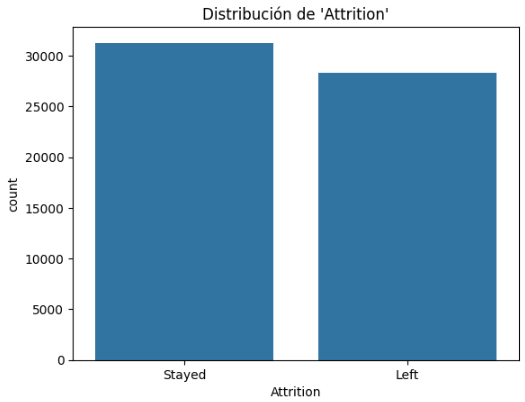 Distribución de 'Attrition'
30000
25000
20000
15000
10000
5000
0
count
Stayed
Left
Attrition